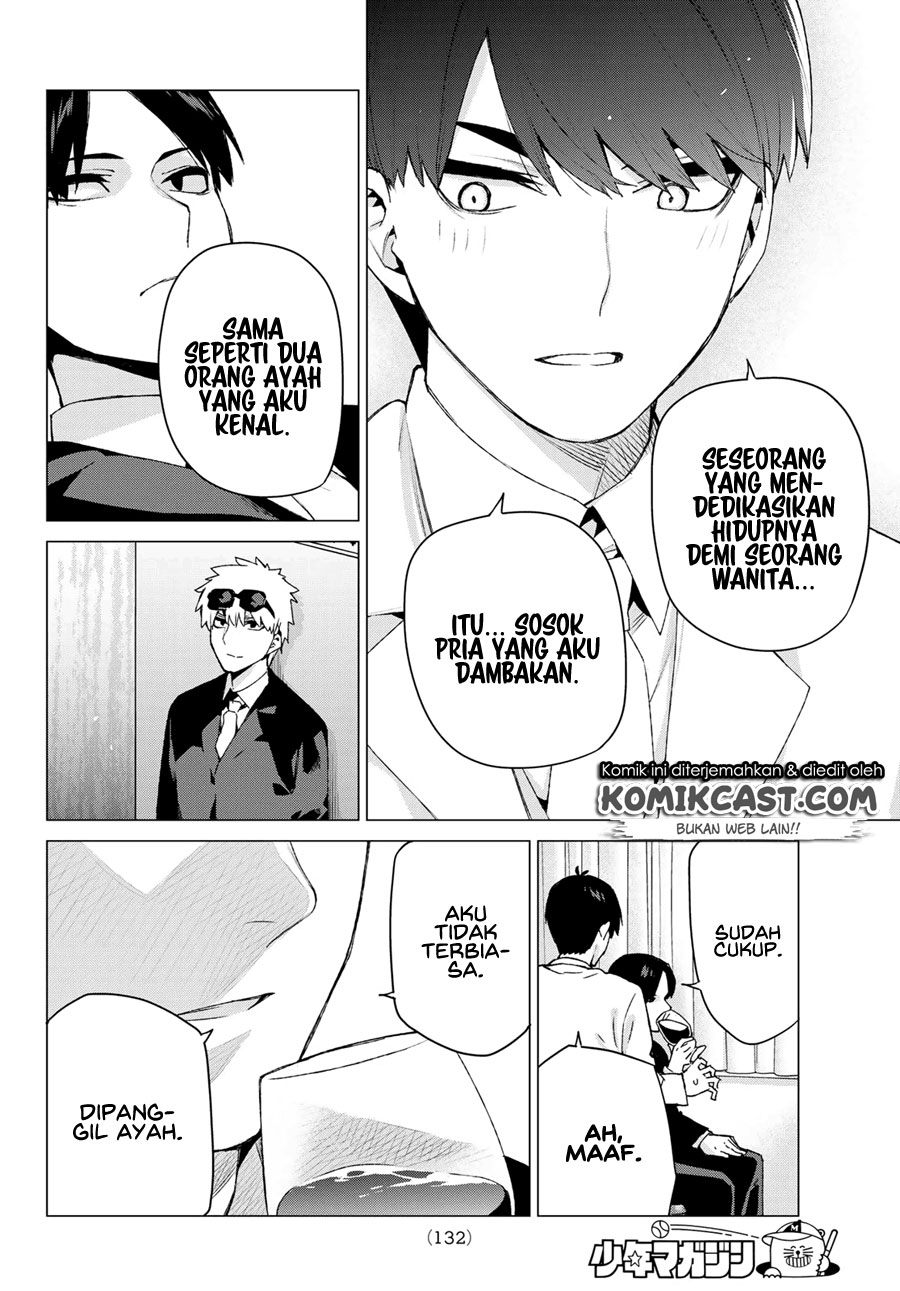 SESEORANG
YANG MEN-
DEDIKASIKAN
HIDUPNYA
DEMI SEORANG
WANITA...
ITU... SOSOK
PRIA YANG AKU
DAMBAKAN.
SAMA
SEPERTI DUA
ORANG AYAH
YANG AKU
KENAL.
Komik ini diterjemahkan & diedit oleh
KOMIKCAST.COM
BUKAN WEB LAIN!!
SUDAH
CUKUP.
AH,
MAAF.
AKU
TIDAK
TERBIA-
SA.
DIPANG-
GIL AYAH.
(132)
少年マガジン
M